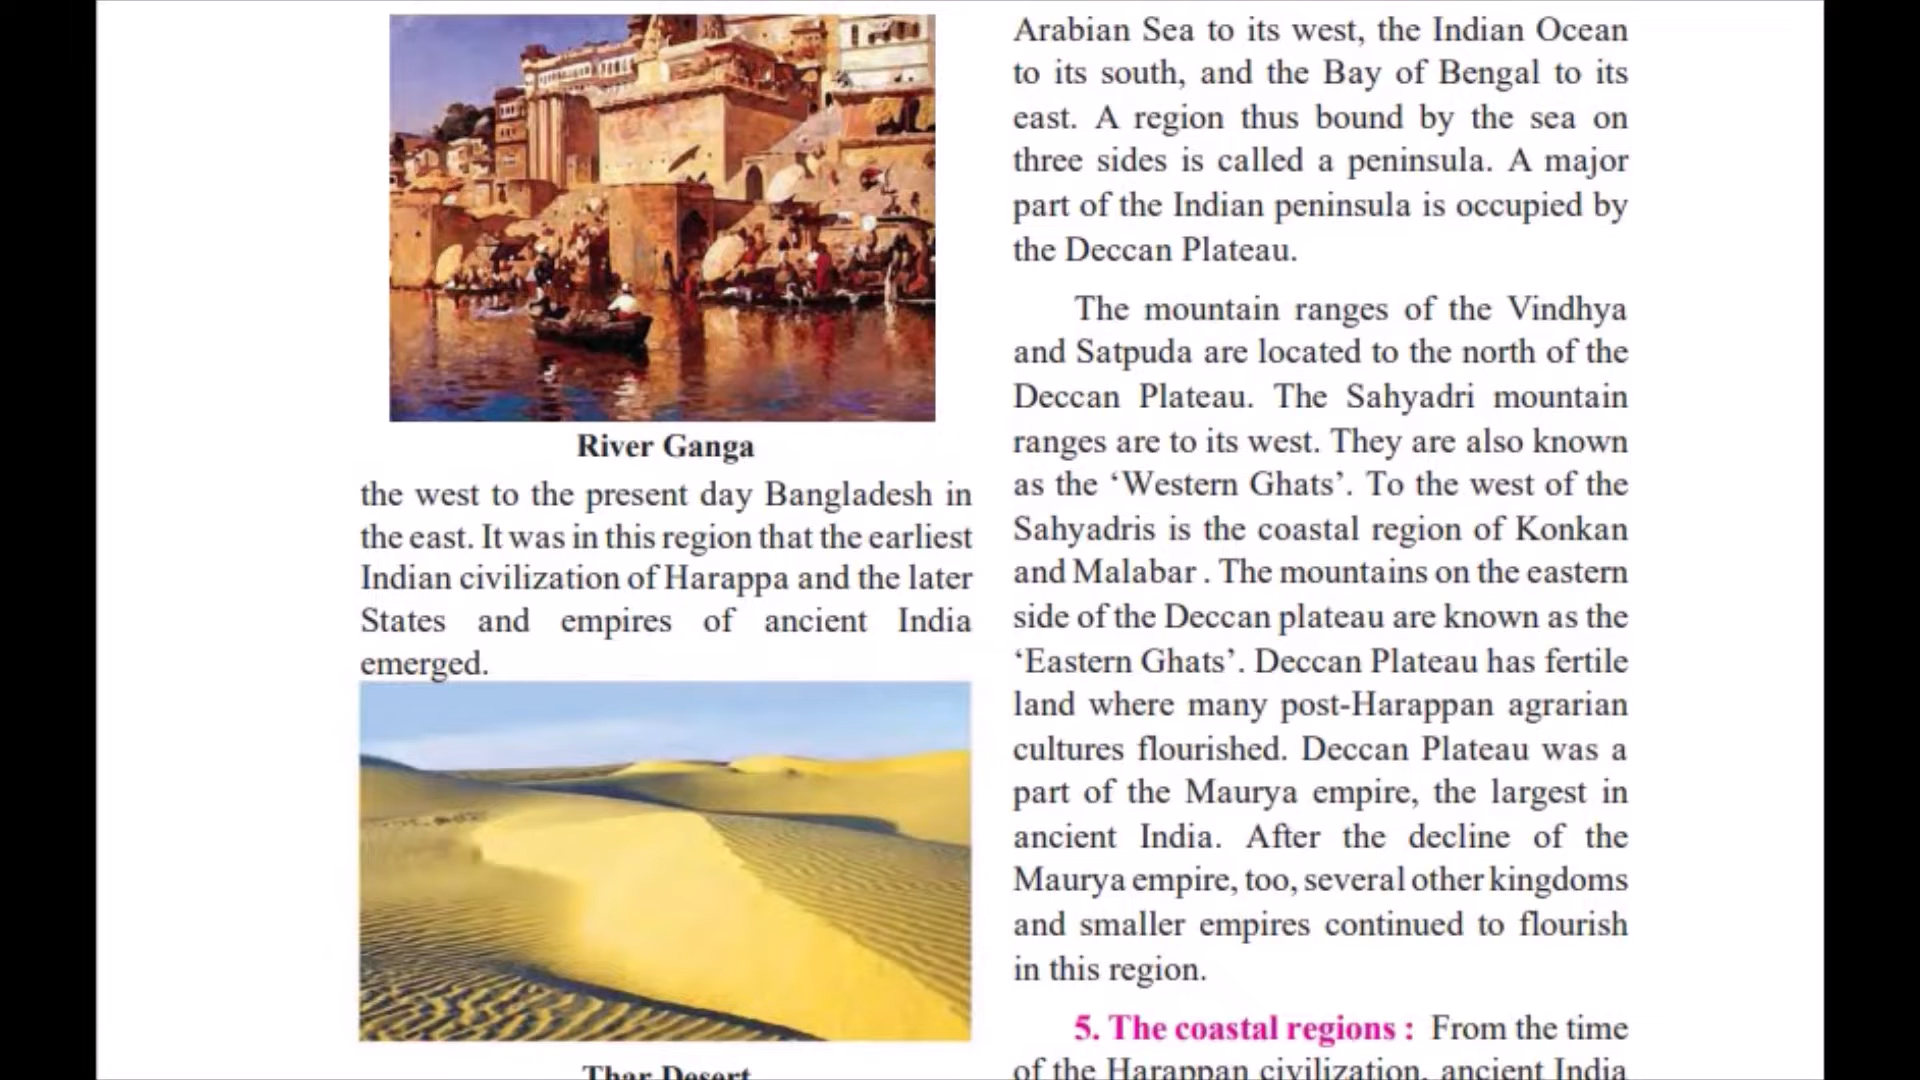 River Ganga
the west to the present day Bangladesh in
the east. It was in this region that the earliest
Indian civilization of Harappa and the later
States and empires of ancient India
emerged.
Thar Desert
Arabian Sea to its west, the Indian Ocean
to its south, and the Bay of Bengal to its
east. A region thus bound by the sea on
three sides is called a peninsula. A major
part of the Indian peninsula is occupied by
the Deccan Plateau.
The mountain ranges of the Vindhya
and Satpuda are located to the north of the
Deccan Plateau. The Sahyadri mountain
ranges are to its west. They are also known
as the ‘Western Ghats’. To the west of the
Sahyadris is the coastal region of Konkan
and Malabar . The mountains on the eastern
side of the Deccan plateau are known as the
‘Eastern Ghats’. Deccan Plateau has fertile
land where many post-Harappan agrarian
cultures flourished. Deccan Plateau was a
part of the Maurya empire, the largest in
ancient India. After the decline of the
Maurya empire, too, several other kingdoms
and smaller empires continued to flourish
in this region.
5. The coastal regions : From the time
of the Harappan civilization, ancient India